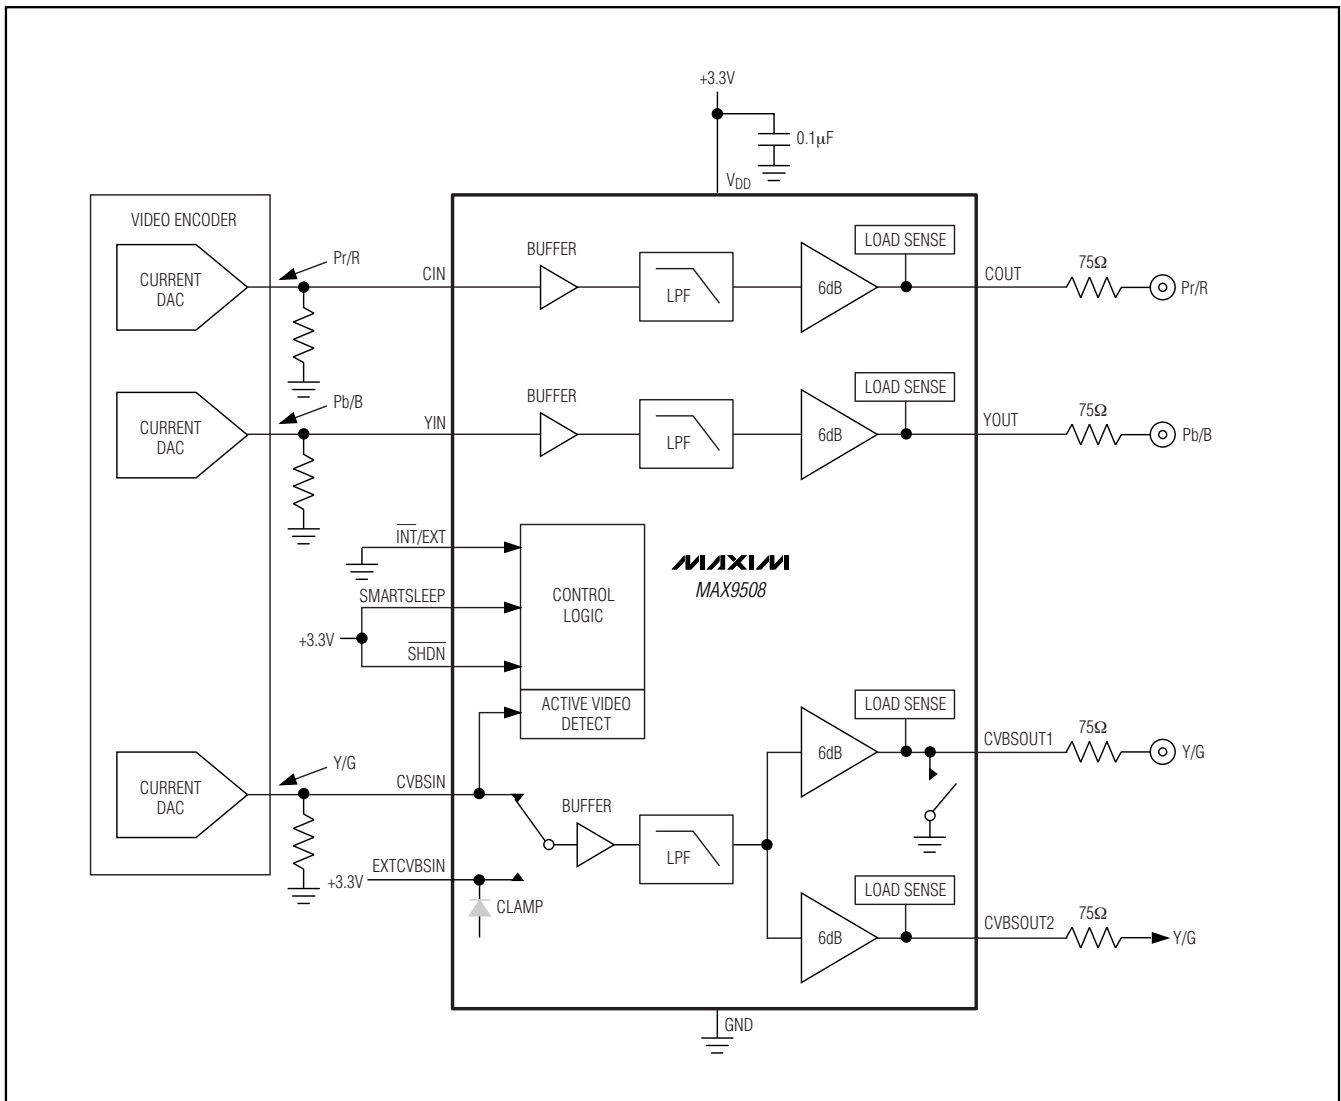 +3.3V
0.1μF
VDD
VIDEO ENCODER
CURRENT
DAC
Pr/R
CIN
BUFFER
LPF
6dB
LOAD SENSE
COUT
75Ω
Pr/R
CURRENT
DAC
Pb/B
YIN
BUFFER
LPF
6dB
LOAD SENSE
YOUT
75Ω
Pb/B
I̅N̅T̅/EXT
SMARTSLEEP
+3.3V
S̅H̅D̅N̅
CONTROL
LOGIC
ACTIVE VIDEO
DETECT
MAXIM
MAX9508
CURRENT
DAC
Y/G
CVBSIN
EXTCVBSIN
+3.3V
CLAMP
BUFFER
LPF
6dB
LOAD SENSE
CVBSOUT1
75Ω
Y/G
6dB
LOAD SENSE
CVBSOUT2
75Ω
Y/G
GND